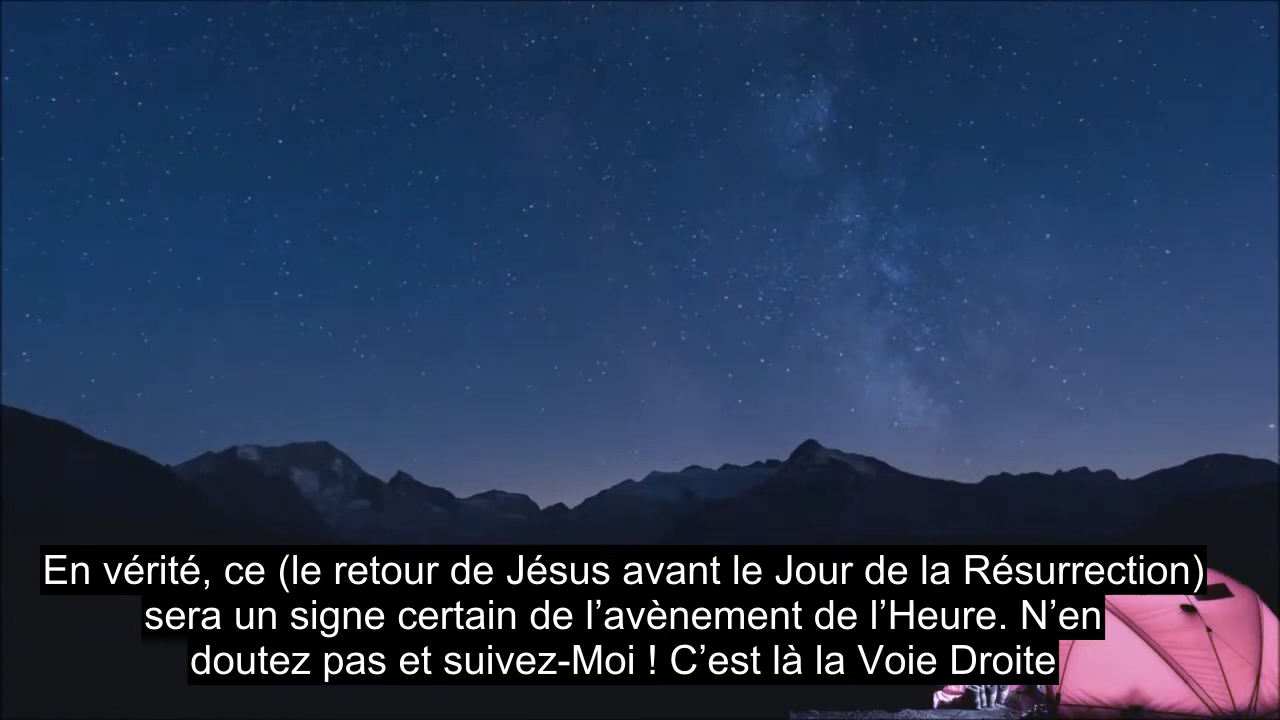 En vérité, ce (le retour de Jésus avant le Jour de la Résurrection)
sera un signe certain de l’avènement de l’Heure. N’en
doutez pas et suivez-Moi ! C’est là la Voie Droite